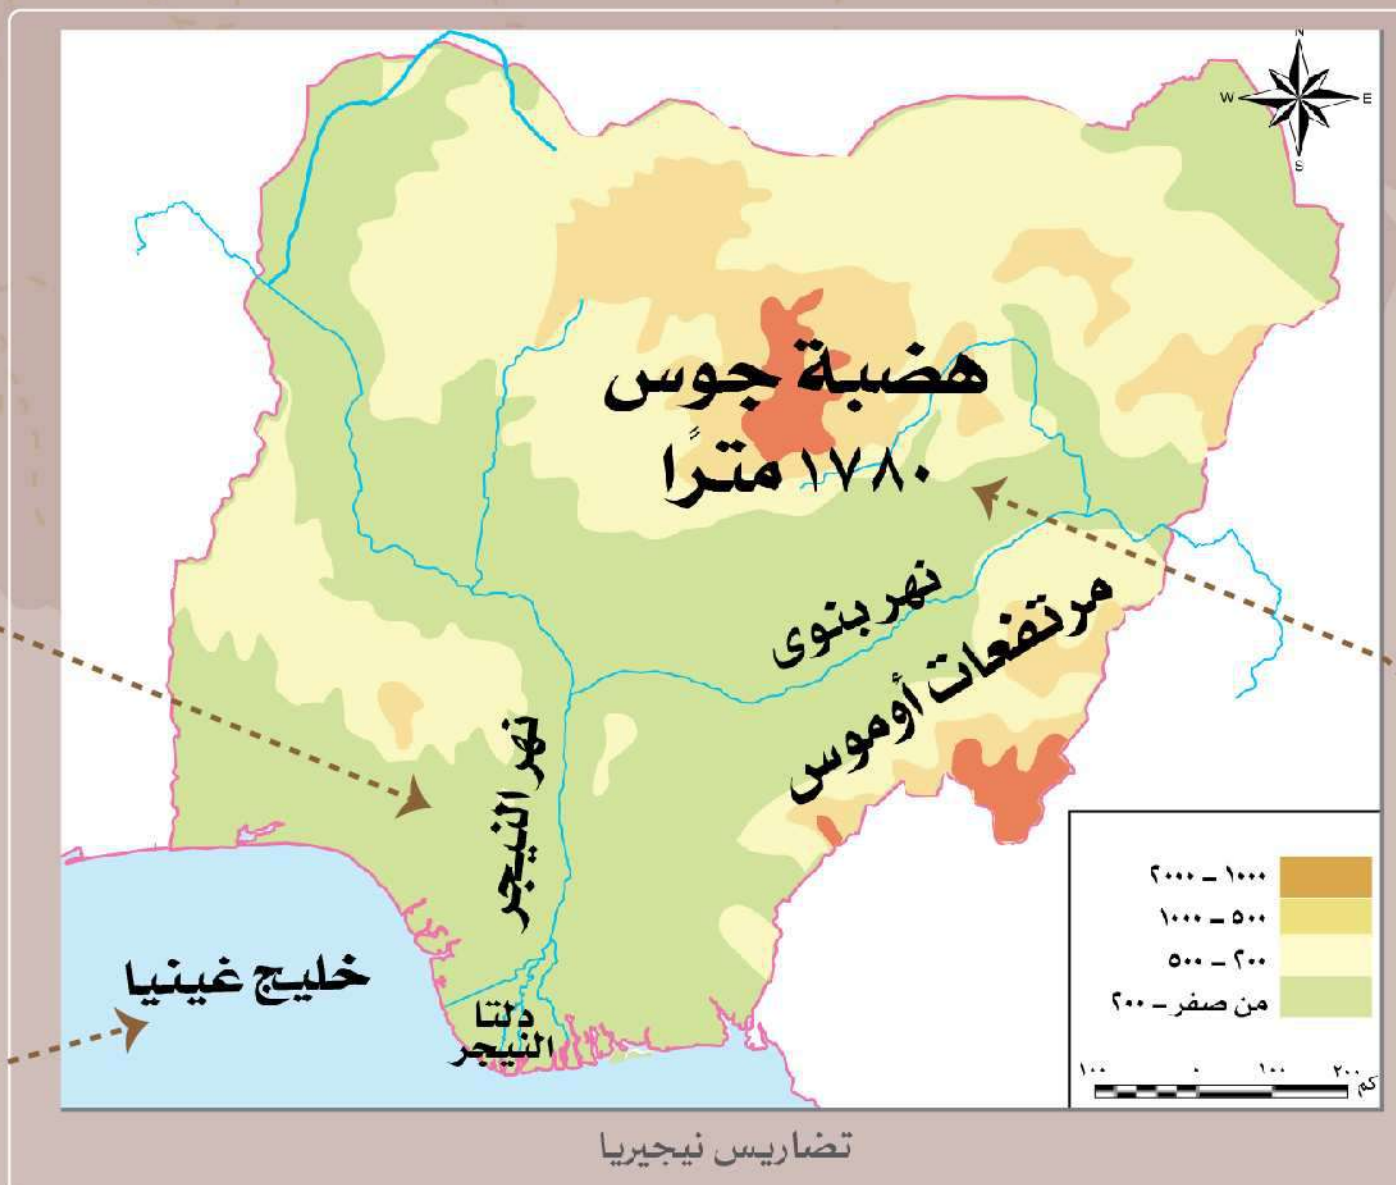 N
W
E
S
هضبة جوس
١٧٨٠ مترًا
نهر بنوى
مرتفعات أوموس
نهر النيجر
خليج غينيا
دلتا
النيجر
١٠٠٠ – ٢٠٠٠
٥٠٠ – ١٠٠٠
٢٠٠ – ٥٠٠
من صفر – ٢٠٠
١٠٠ ٠ ١٠٠ ٢٠٠
كم
تضاريس نيجيريا